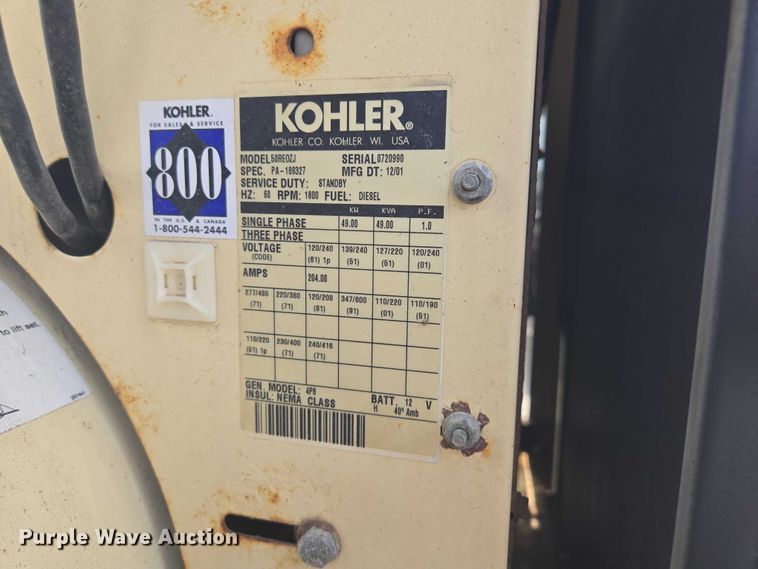 KOHLER.
FOR SALES & SERVICE
800
IN THE U.S. & CANADA
1-800-544-2444
KOHLER®
KOHLER CO. KOHLER WI. USA
MODEL 50REOZJ SERIAL 0720990
SPEC. PA-189327 MFG DT: 12/01
SERVICE DUTY: STANDBY
HZ: 60 RPM: 1800 FUEL: DIESEL
KW KVA P.F.
SINGLE PHASE 49.00 49.00 1.0
THREE PHASE
VOLTAGE 120/240 139/240 127/220 120/240
(CODE) (61) 1p (61) (61) (01)
AMPS 204.00
277/480 220/380 120/208 347/600 110/220 110/190
(71) (71) (81) (91) (01) (61)
110/220 230/400 240/416
(61) 1p (71) (71)
GEN. MODEL: 4P8 BATT. 12 V
INSUL: NEMA CLASS H 40° Amb
to lift set.
Purple Wave Auction